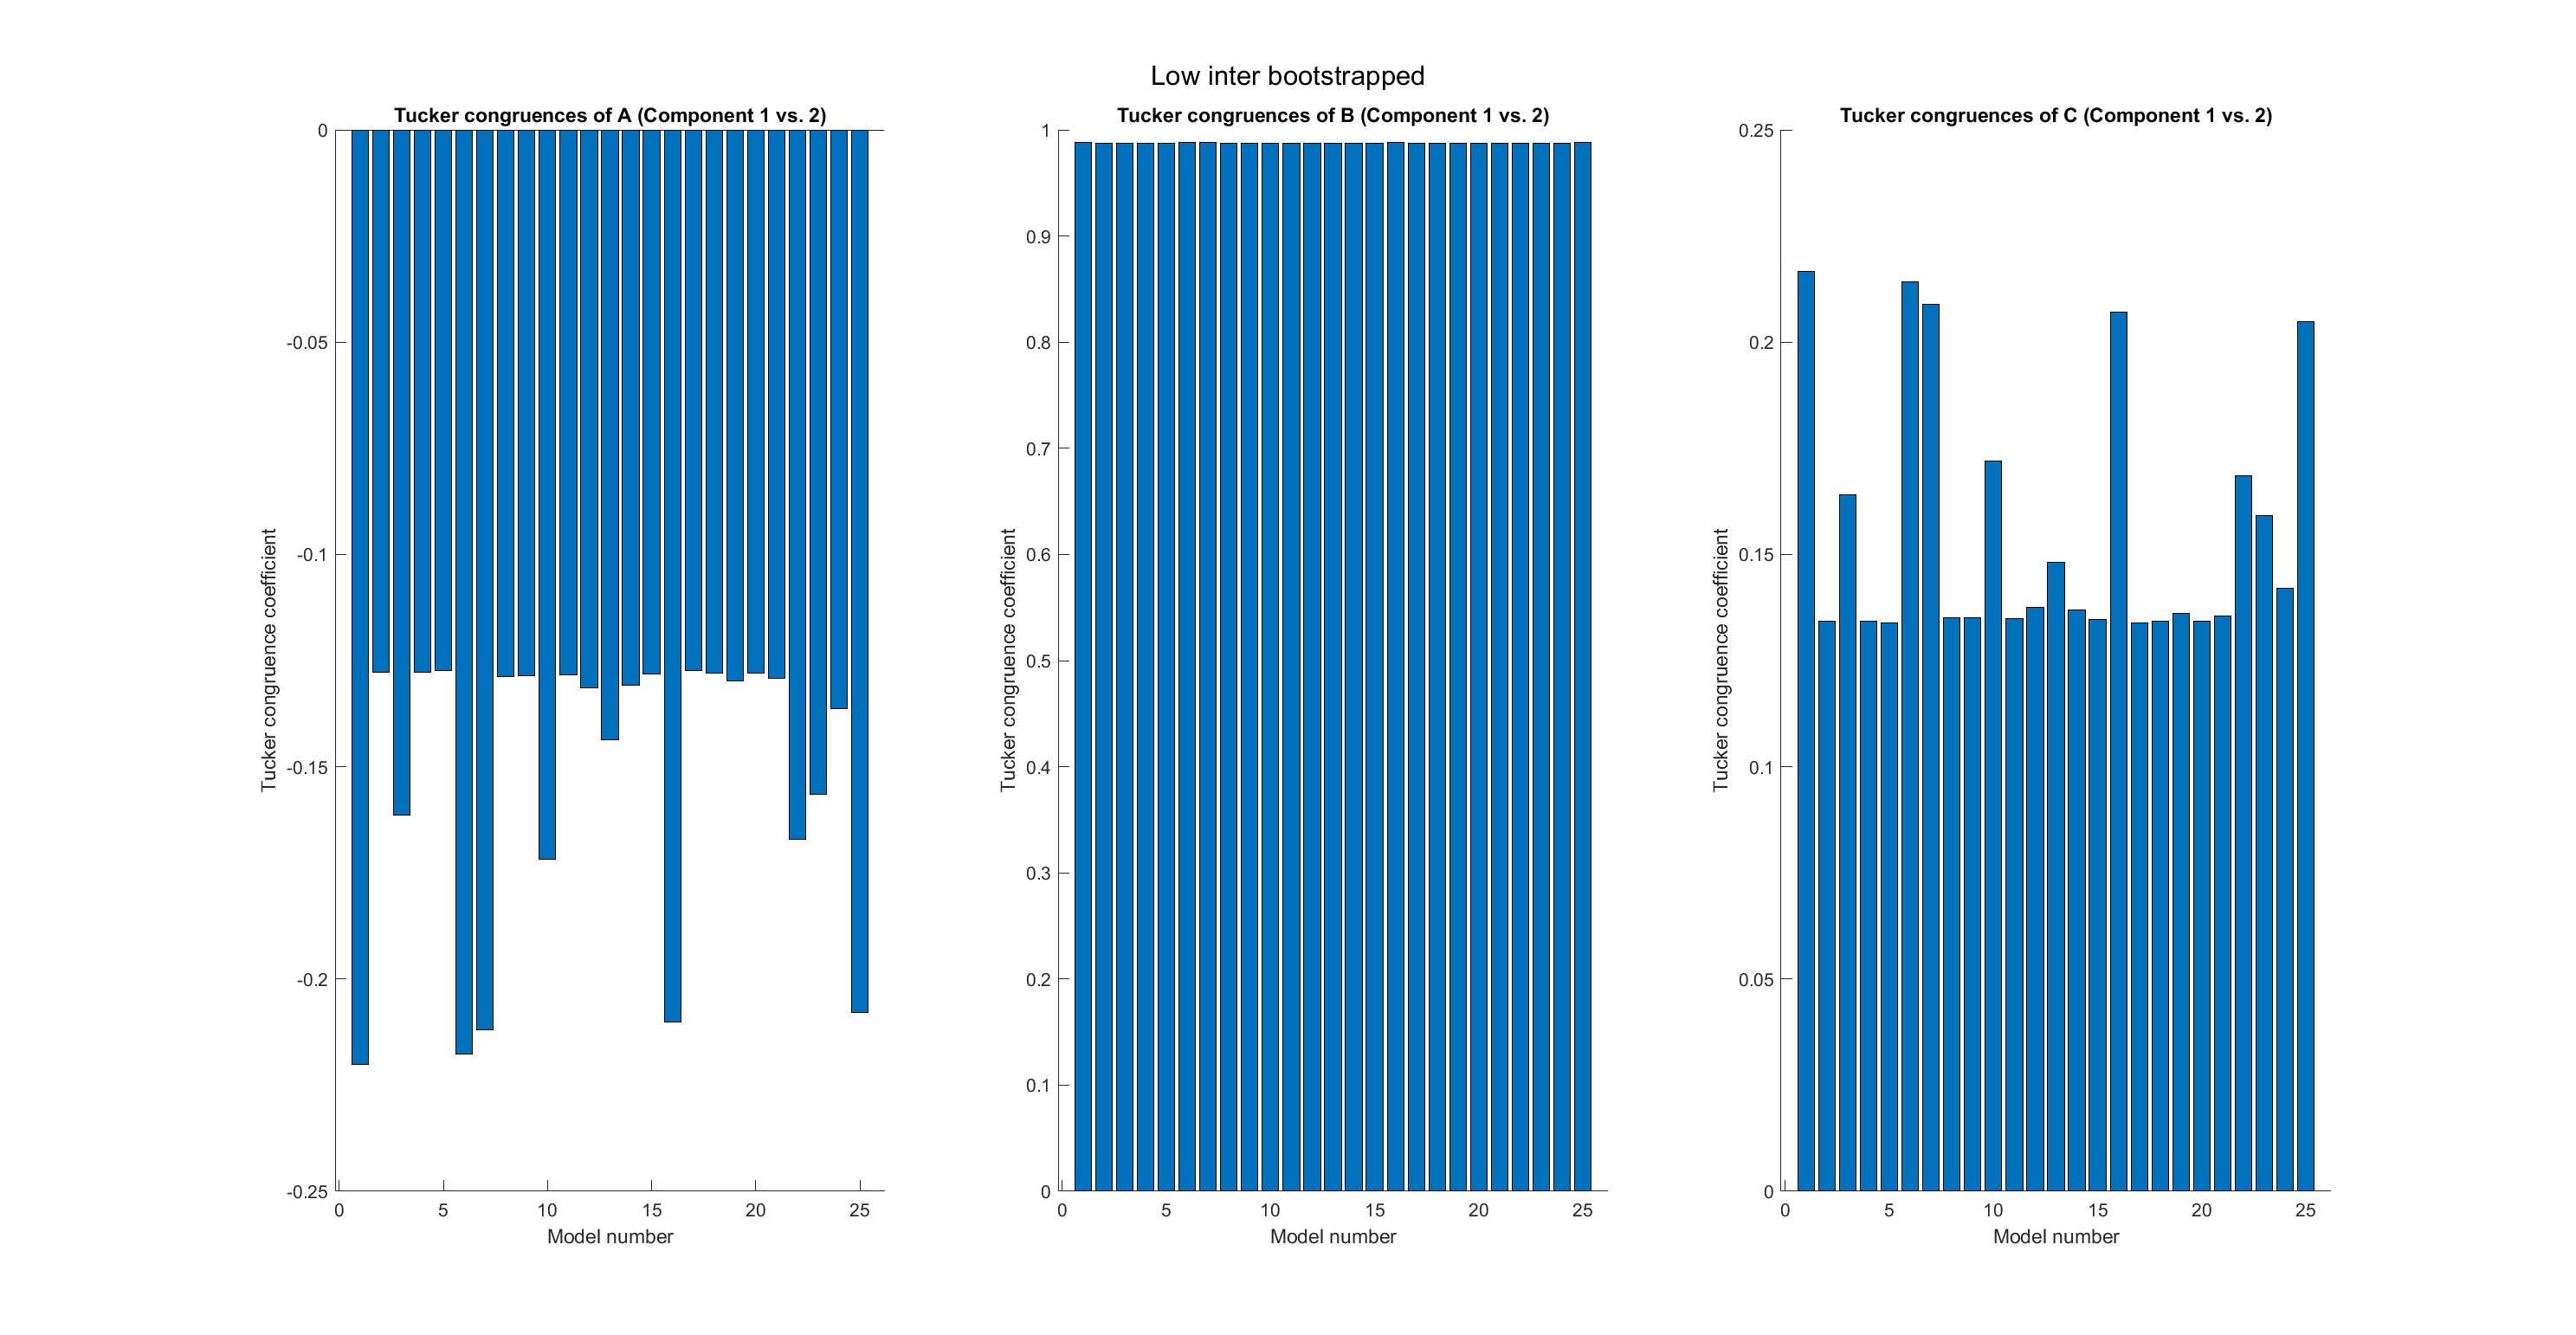 Low inter bootstrapped
Tucker congruences of A (Component 1 vs. 2)
0
-0.05
-0.1
-0.15
-0.2
-0.25
Tucker congruence coefficient
0 5 10 15 20 25
Model number
Tucker congruences of B (Component 1 vs. 2)
1
0.9
0.8
0.7
0.6
0.5
0.4
0.3
0.2
0.1
0
Tucker congruence coefficient
0 5 10 15 20 25
Model number
Tucker congruences of C (Component 1 vs. 2)
0.25
0.2
0.15
0.1
0.05
0
Tucker congruence coefficient
0 5 10 15 20 25
Model number